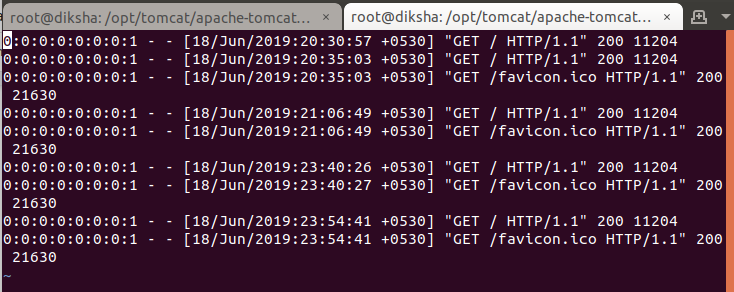 root@diksha: /opt/tomcat/apache-tomcat... × root@diksha: /opt/tomcat/apache-tomcat... ×
0:0:0:0:0:0:0:1 - - [18/Jun/2019:20:30:57 +0530] "GET / HTTP/1.1" 200 11204
0:0:0:0:0:0:0:1 - - [18/Jun/2019:20:35:03 +0530] "GET / HTTP/1.1" 200 11204
0:0:0:0:0:0:0:1 - - [18/Jun/2019:20:35:03 +0530] "GET /favicon.ico HTTP/1.1" 200
21630
0:0:0:0:0:0:0:1 - - [18/Jun/2019:21:06:49 +0530] "GET / HTTP/1.1" 200 11204
0:0:0:0:0:0:0:1 - - [18/Jun/2019:21:06:49 +0530] "GET /favicon.ico HTTP/1.1" 200
21630
0:0:0:0:0:0:0:1 - - [18/Jun/2019:23:40:26 +0530] "GET / HTTP/1.1" 200 11204
0:0:0:0:0:0:0:1 - - [18/Jun/2019:23:40:27 +0530] "GET /favicon.ico HTTP/1.1" 200
21630
0:0:0:0:0:0:0:1 - - [18/Jun/2019:23:54:41 +0530] "GET / HTTP/1.1" 200 11204
0:0:0:0:0:0:0:1 - - [18/Jun/2019:23:54:41 +0530] "GET /favicon.ico HTTP/1.1" 200
21630
~